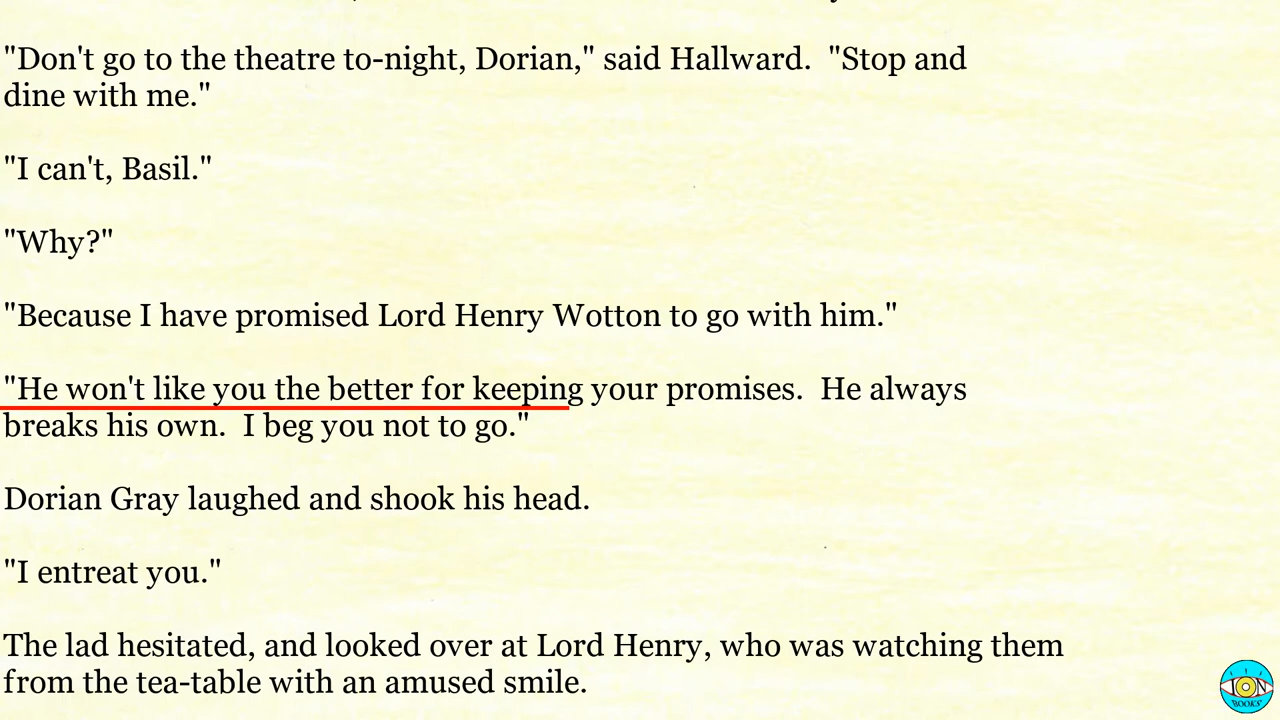 "Don't go to the theatre to-night, Dorian," said Hallward.  "Stop and
dine with me."
"I can't, Basil."
"Why?"
"Because I have promised Lord Henry Wotton to go with him."
"He won't like you the better for keeping your promises.  He always
breaks his own.  I beg you not to go."
Dorian Gray laughed and shook his head.
"I entreat you."
The lad hesitated, and looked over at Lord Henry, who was watching them
from the tea-table with an amused smile.
ION
BOOKS